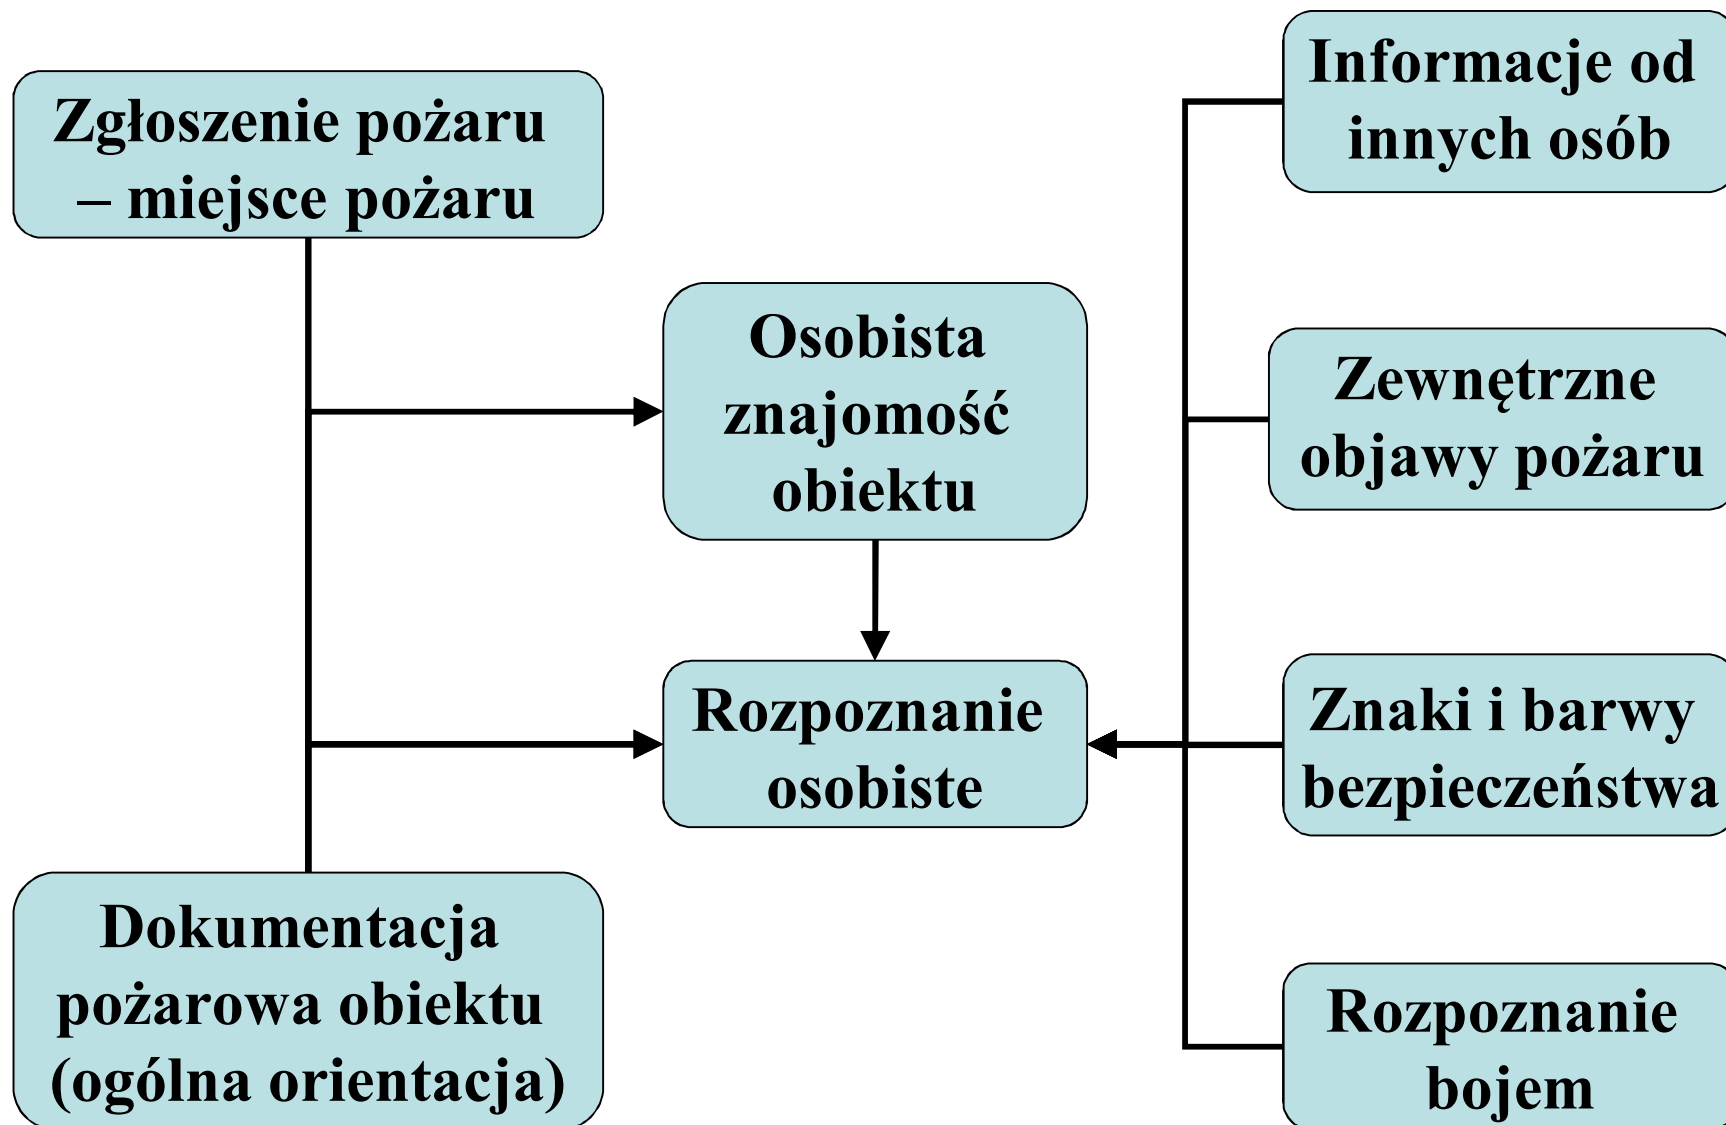 Zgłoszenie pożaru
– miejsce pożaru
Osobista
znajomość
obiektu
Rozpoznanie
osobiste
Dokumentacja
pożarowa obiektu
(ogólna orientacja)
Informacje od
innych osób
Zewnętrzne
objawy pożaru
Znaki i barwy
bezpieczeństwa
Rozpoznanie
bojem